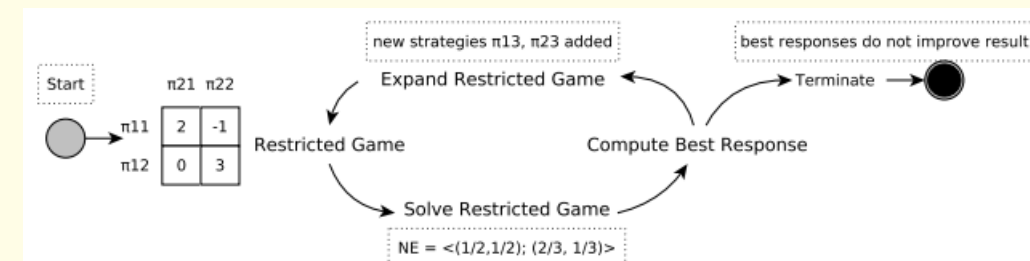 new strategies π13, π23 added
best responses do not improve result
Start
π21 π22
Expand Restricted Game
Terminate
π11 2 -1
Restricted Game
Compute Best Response
π12 0 3
Solve Restricted Game
NE = <(1/2,1/2); (2/3, 1/3)>